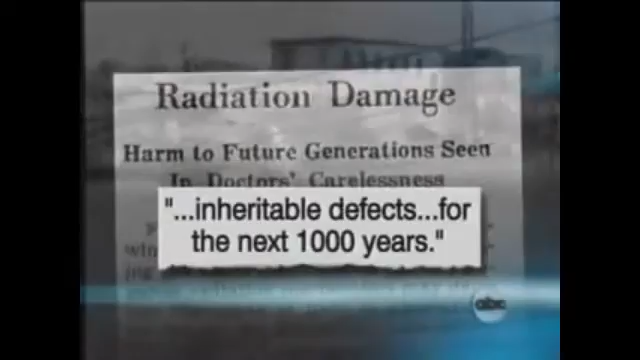 Radiation Damage
Harm to Future Generations Seen
In Doctors' Carelessness
"...inheritable defects...for
the next 1000 years."
abc